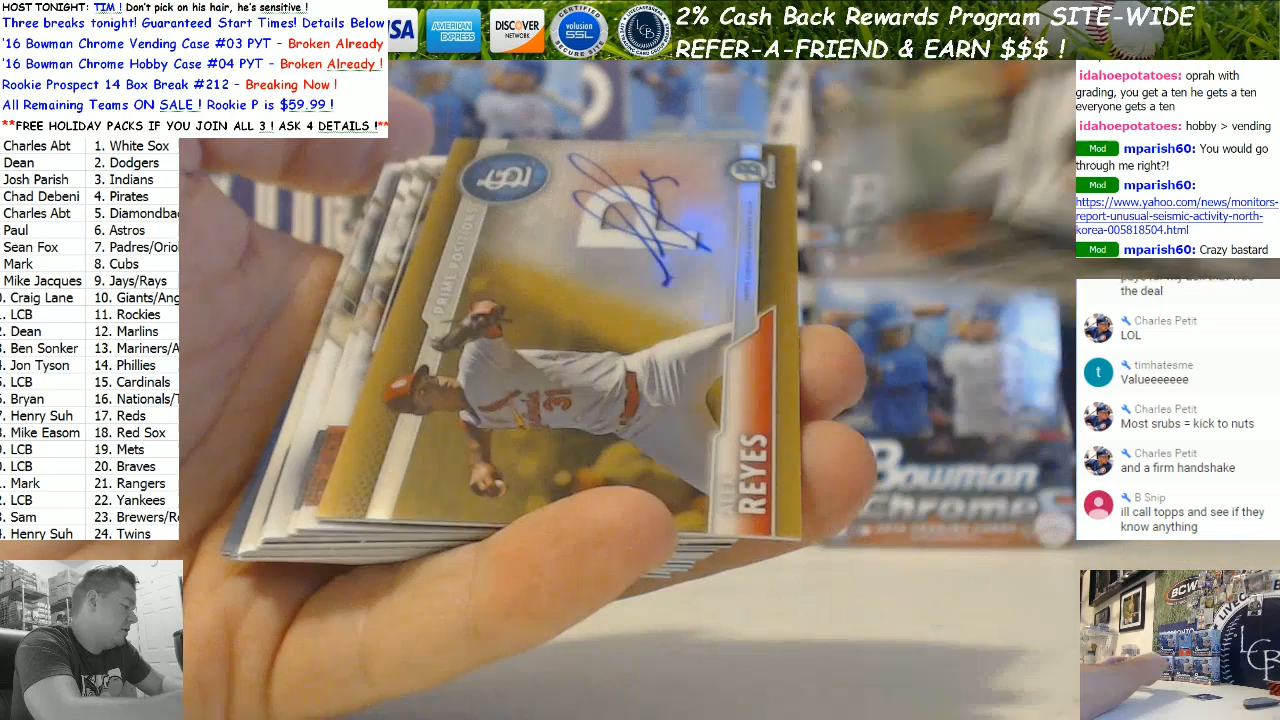 HOST TONIGHT: TIM ! Don't pick on his hair, he's sensitive !
Three breaks tonight! Guaranteed Start Times! Details Below
'16 Bowman Chrome Vending Case #03 PYT - Broken Already
'16 Bowman Chrome Hobby Case #04 PYT - Broken Already !
Rookie Prospect 14 Box Break #212 - Breaking Now !
All Remaining Teams ON SALE ! Rookie P is $59.99 !
**FREE HOLIDAY PACKS IF YOU JOIN ALL 3 ! ASK 4 DETAILS !**
VISA
AMERICAN EXPRESS
DISCOVER NETWORK
volusion SSL SECURE SITE
2% Cash Back Rewards Program SITE-WIDE
REFER-A-FRIEND & EARN $$$ !
Charles Abt 1. White Sox
Dean 2. Dodgers
Josh Parish 3. Indians
Chad Debeni 4. Pirates
Charles Abt 5. Diamondba
Paul 6. Astros
Sean Fox 7. Padres/Orio
Mark 8. Cubs
Mike Jacques 9. Jays/Rays
. Craig Lane 10. Giants/Ang
. LCB 11. Rockies
. Dean 12. Marlins
. Ben Sonker 13. Mariners/A
. Jon Tyson 14. Phillies
. LCB 15. Cardinals
. Bryan 16. Nationals/T
. Henry Suh 17. Reds
. Mike Easom 18. Red Sox
. LCB 19. Mets
. LCB 20. Braves
. Mark 21. Rangers
. LCB 22. Yankees
. Sam 23. Brewers/R
. Henry Suh 24. Twins
PRIME POSITION
31
ALEX
REYES
Bowman
Chrome
idahoepotatoes: oprah with
grading, you get a ten he gets a ten
everyone gets a ten
idahoepotatoes: hobby > vending
Mod mparish60: You would go
through me right?!
Mod mparish60:
https://www.yahoo.com/news/monitors-
report-unusual-seismic-activity-north-
korea-005818504.html
Mod mparish60: Crazy bastard
the deal
Charles Petit
LOL
t timhatesme
Valueeeeeee
Charles Petit
Most srubs = kick to nuts
Charles Petit
and a firm handshake
B Snip
ill call topps and see if they
know anything
BCW
LCB